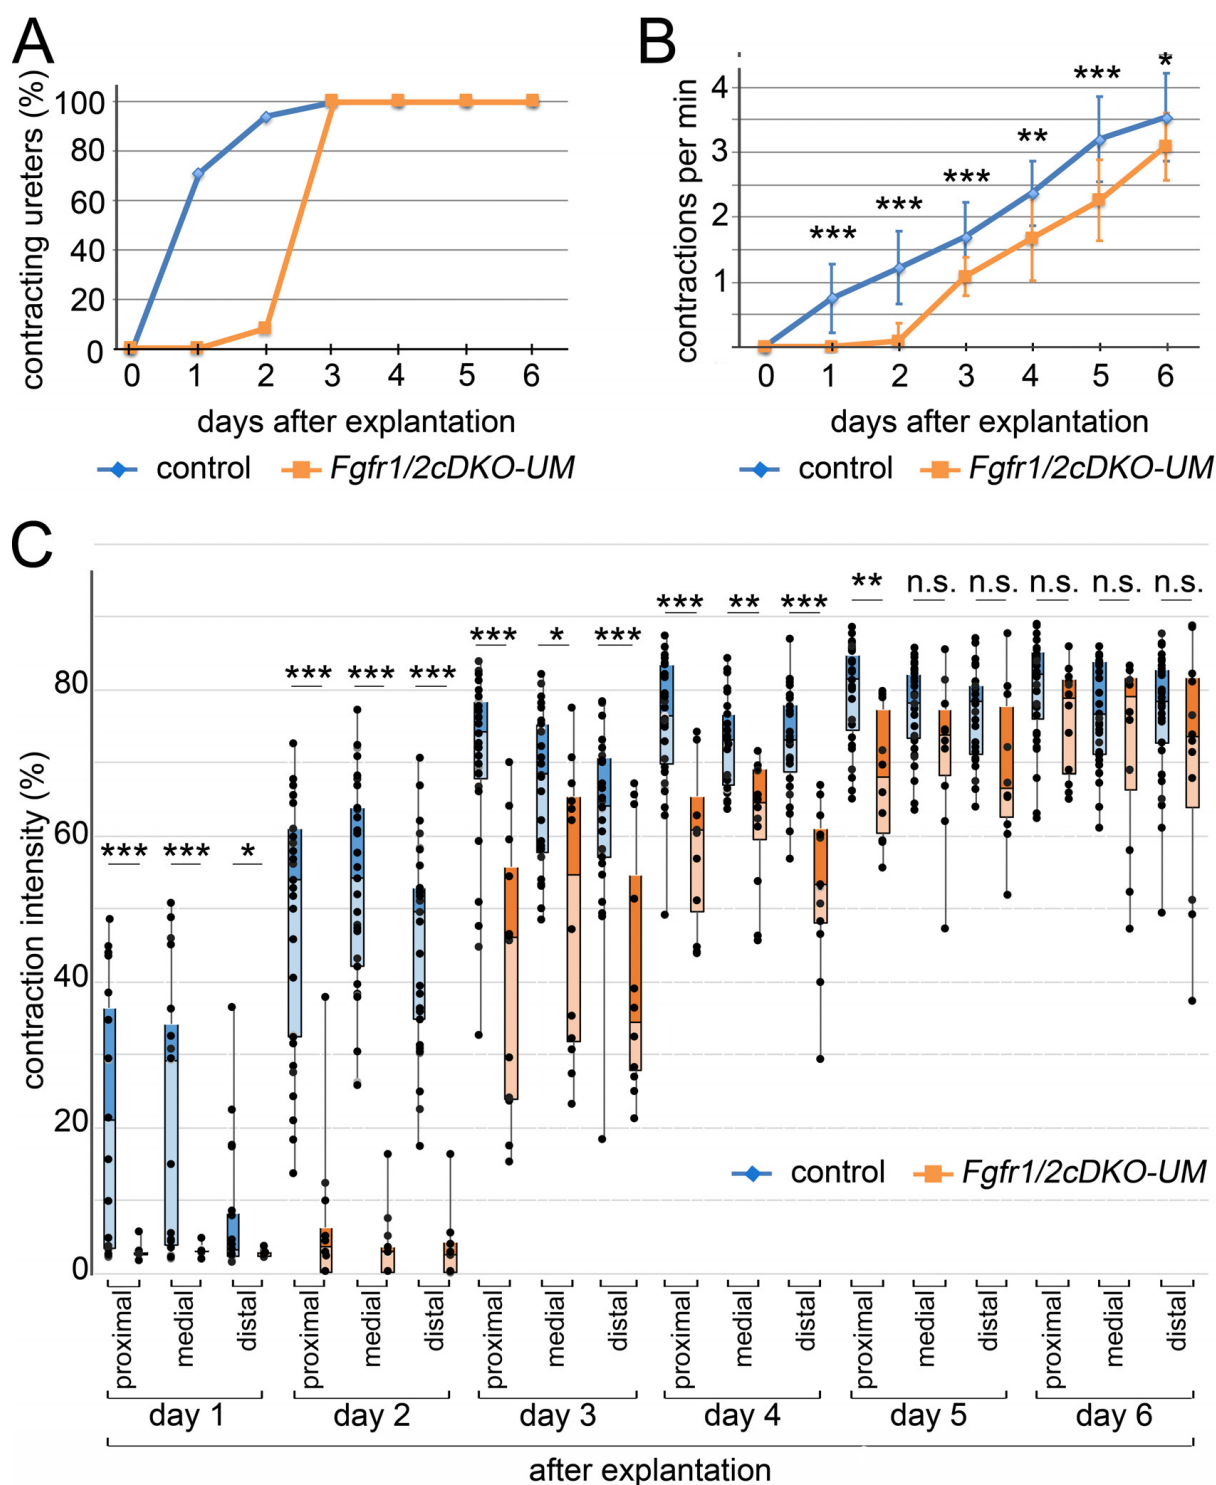 A
contracting ureters (%)
100
80
60
40
20
0
0 1 2 3 4 5 6
days after explantation
control Fgfr1/2cDKO-UM
B
contractions per min
4
3
2
1
*** *** *** ** *** *
0 1 2 3 4 5 6
days after explantation
control Fgfr1/2cDKO-UM
C
contraction intensity (%)
80
60
40
20
0
*** *** * *** *** *** *** * *** *** ** *** ** n.s. n.s. n.s. n.s. n.s.
control Fgfr1/2cDKO-UM
proximal medial distal proximal medial distal proximal medial distal proximal medial distal proximal medial distal proximal medial distal
day 1 day 2 day 3 day 4 day 5 day 6
after explantation